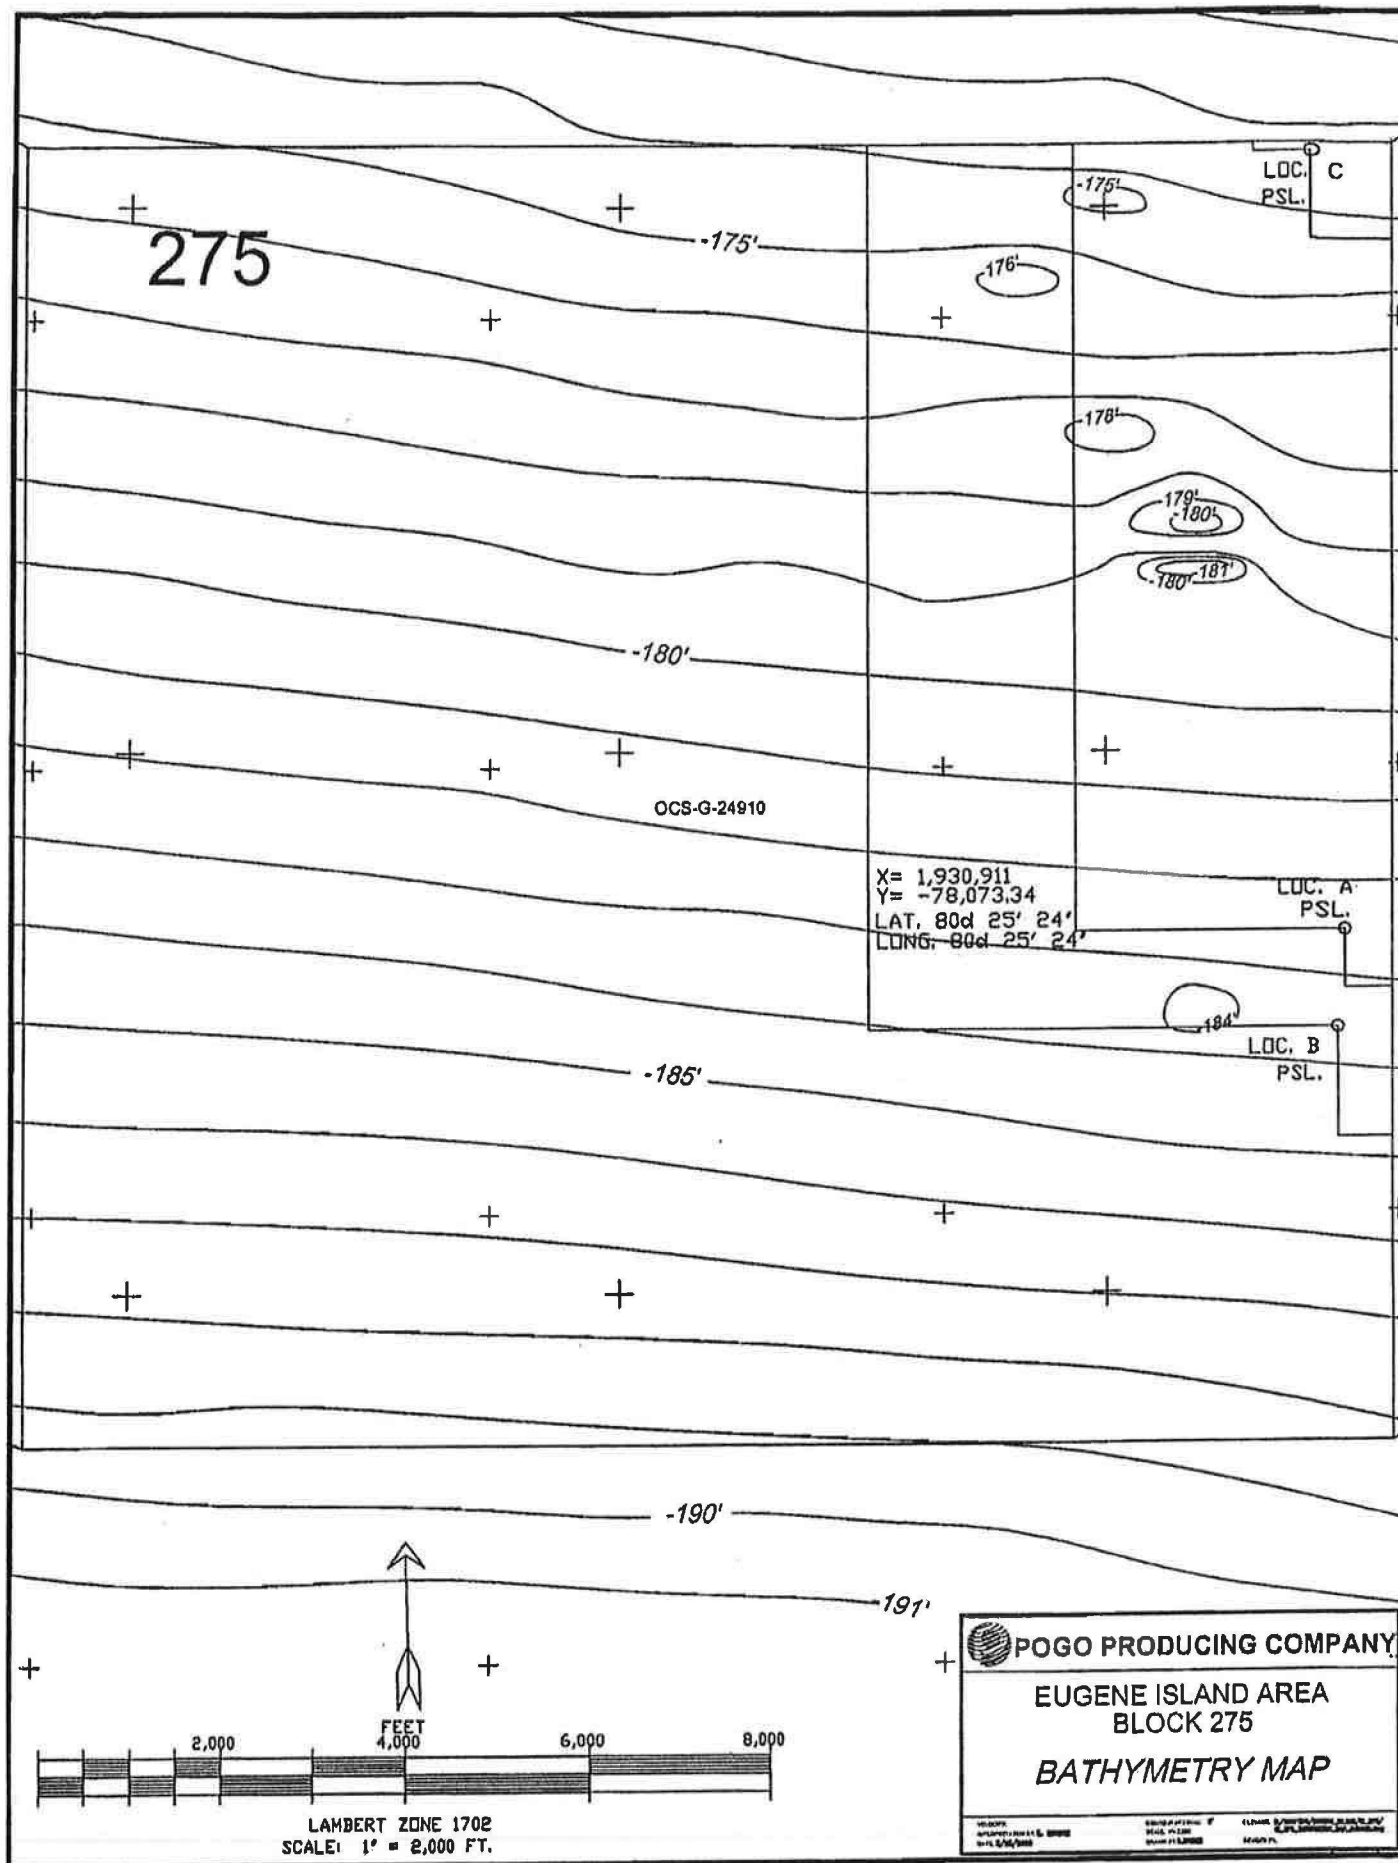 LOC. C
PSL.
-175'
275
-175'
-176'
-178'
-179'
-180'
-180' -181'
-180'
OCS-G-24910
X= 1,930,911
Y= -78,073.34
LAT. 80d 25' 24"
LONG. 80d 25' 24"
LOC. A
PSL.
-184'
LOC. B
PSL.
-185'
-190'
-191'
POGO PRODUCING COMPANY
EUGENE ISLAND AREA
BLOCK 275
BATHYMETRY MAP
FEET
2,000 4,000 6,000 8,000
LAMBERT ZONE 1702
SCALE: 1" = 2,000 FT.